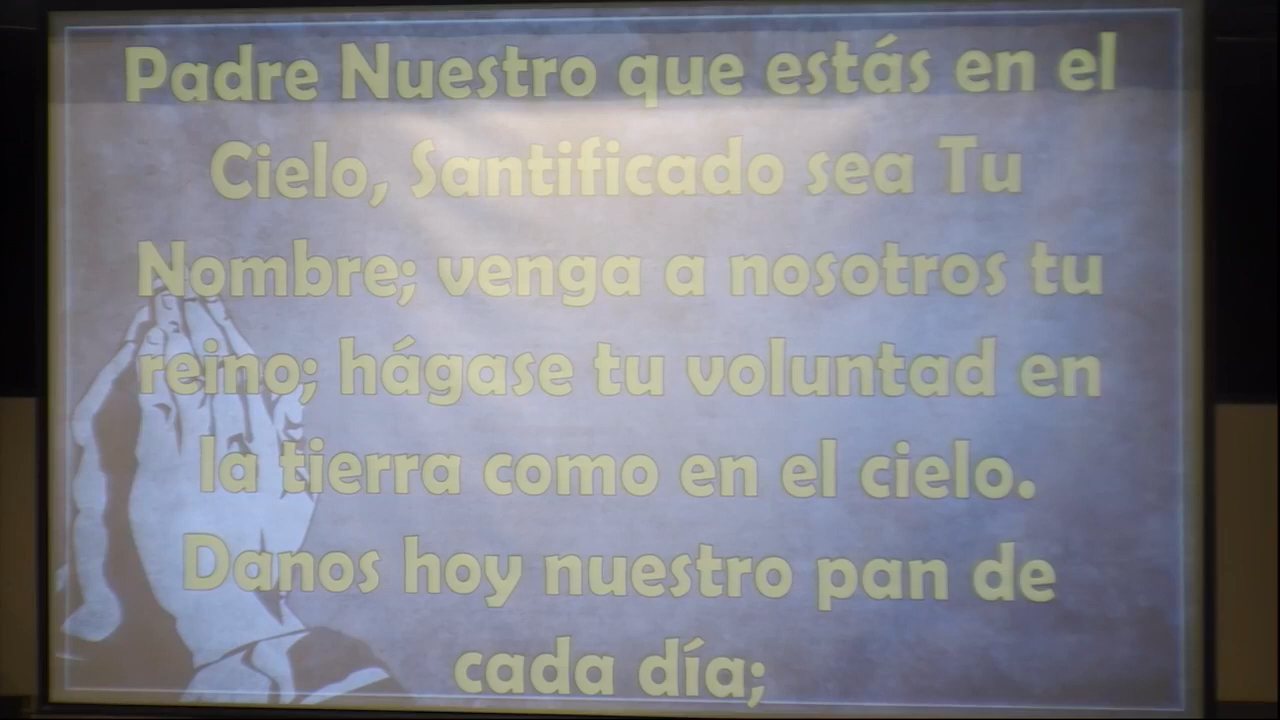 Padre Nuestro que estás en el
Cielo, Santificado sea Tu
Nombre; venga a nosotros tu
reino; hágase tu voluntad en
la tierra como en el cielo.
Danos hoy nuestro pan de
cada día;